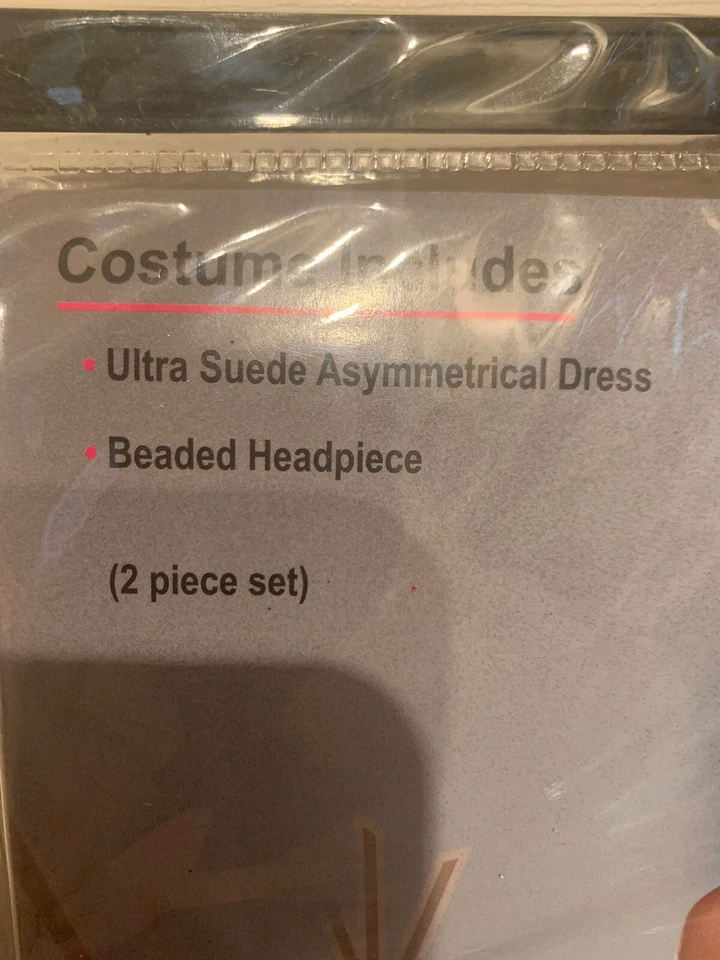 Costume Includes
• Ultra Suede Asymmetrical Dress
• Beaded Headpiece
(2 piece set)